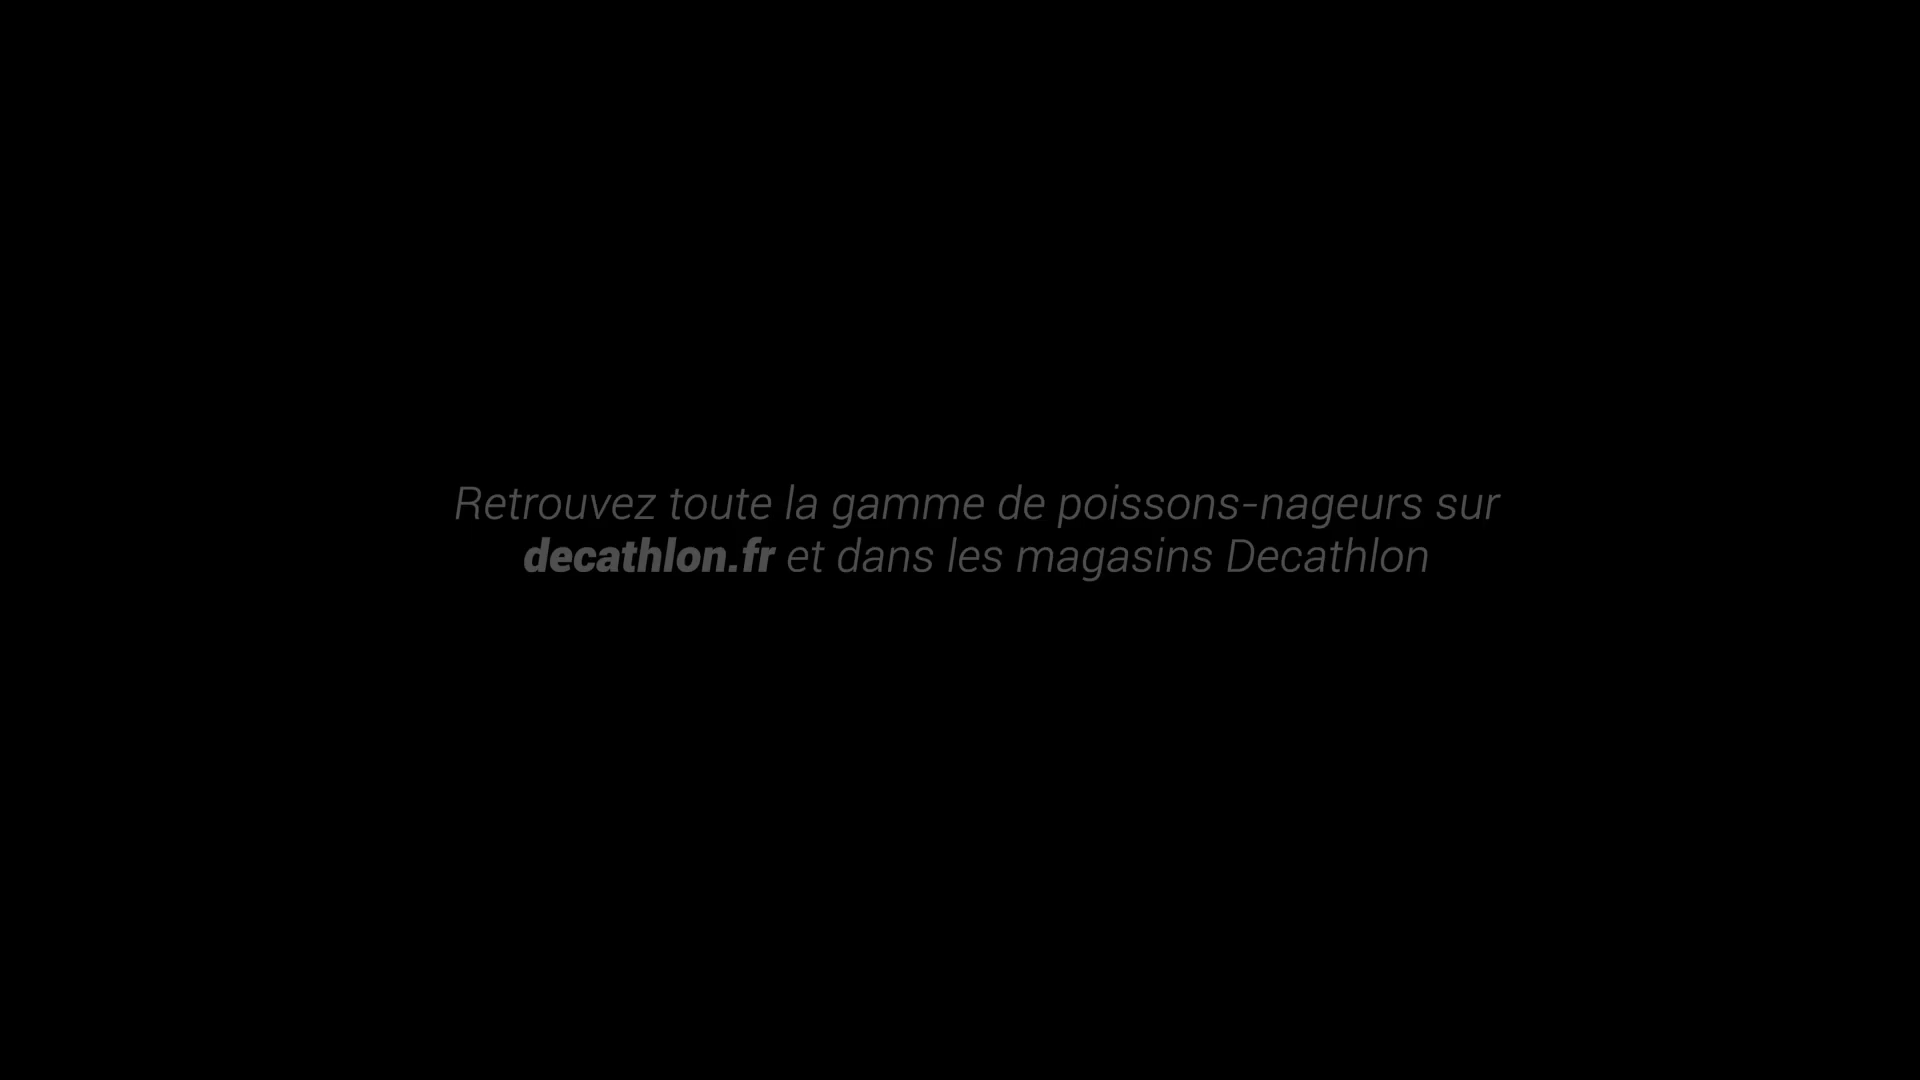 Retrouvez toute la gamme de poissons-nageurs sur
decathlon.fr et dans les magasins Decathlon